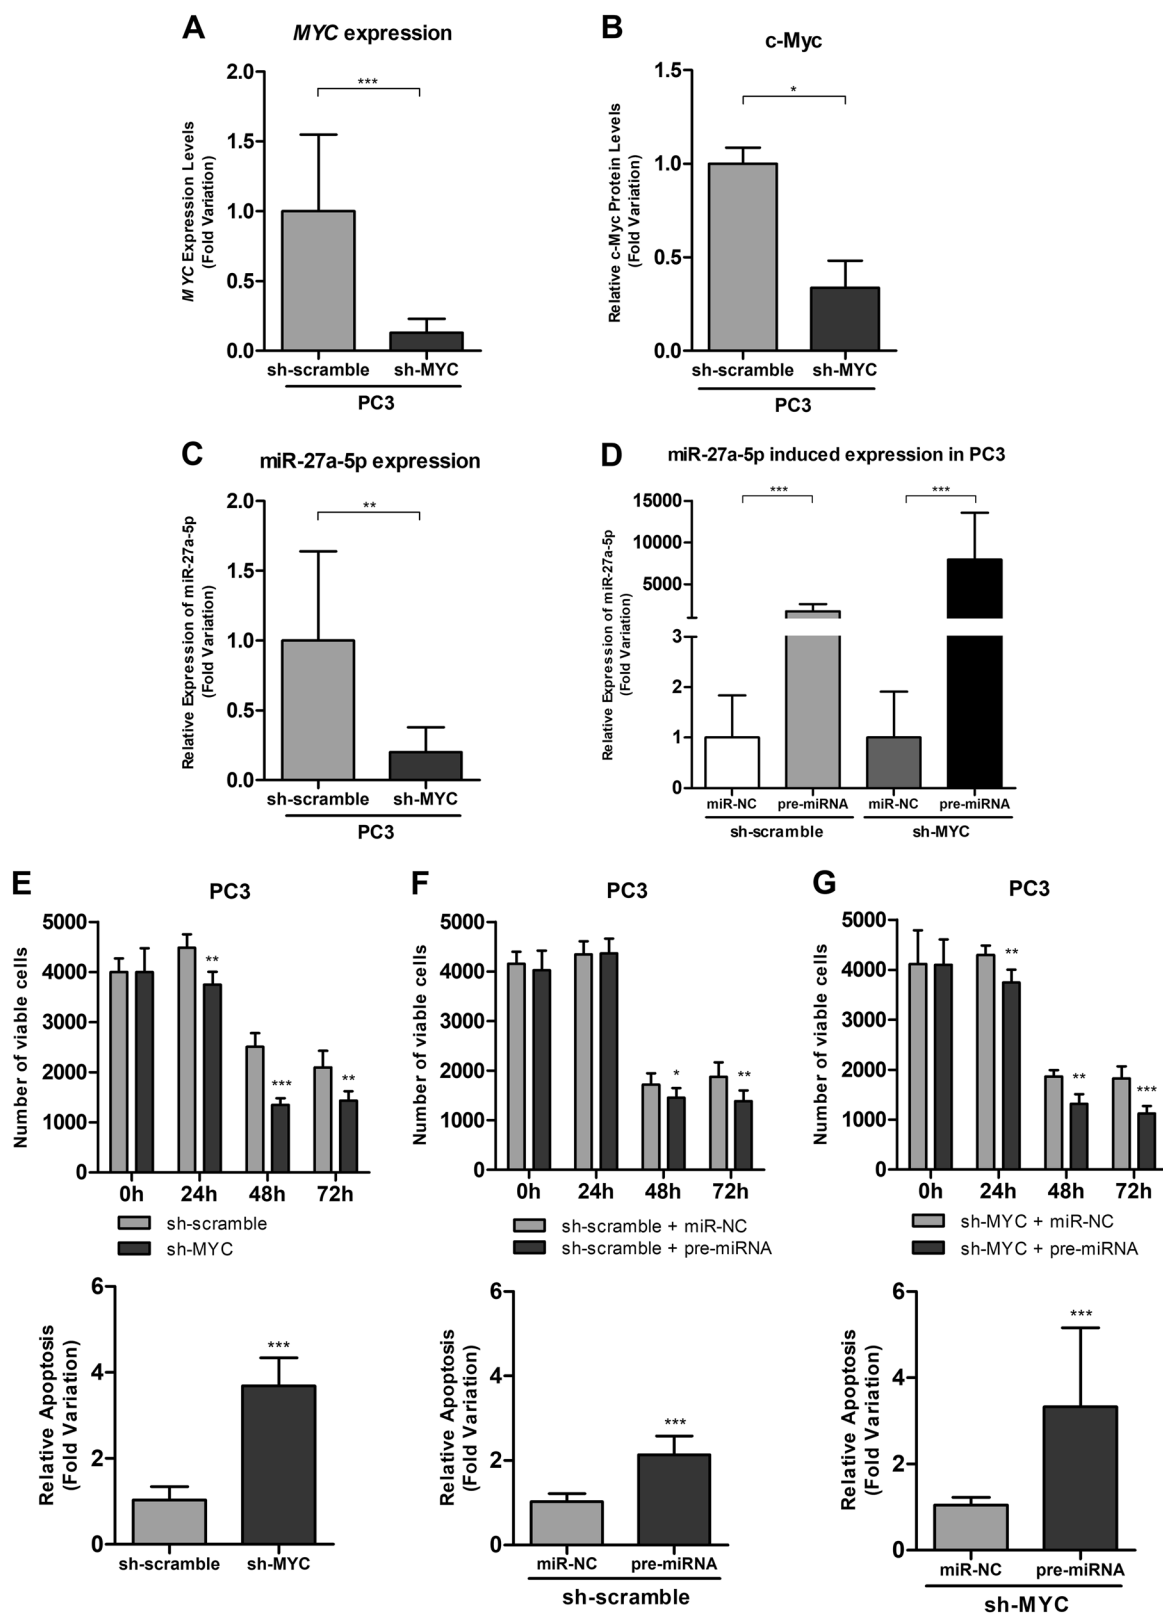 A
MYC expression
MYC Expression Levels
(Fold Variation)
2.0
1.5
1.0
0.5
0.0
***
sh-scramble sh-MYC
PC3
B
c-Myc
Relative c-Myc Protein Levels
(Fold Variation)
1.5
1.0
0.5
0.0
*
sh-scramble sh-MYC
PC3
C
miR-27a-5p expression
Relative Expression of miR-27a-5p
(Fold Variation)
2.0
1.5
1.0
0.5
0.0
**
sh-scramble sh-MYC
PC3
D
miR-27a-5p induced expression in PC3
Relative Expression of miR-27a-5p
(Fold Variation)
15000
10000
5000
3
2
1
0
*** ***
miR-NC pre-miRNA miR-NC pre-miRNA
sh-scramble sh-MYC
E
PC3
Number of viable cells
5000
4000
3000
2000
1000
0
** *** **
0h 24h 48h 72h
sh-scramble
sh-MYC
Relative Apoptosis
(Fold Variation)
6
4
2
0
***
sh-scramble sh-MYC
F
PC3
Number of viable cells
5000
4000
3000
2000
1000
0
* **
0h 24h 48h 72h
sh-scramble + miR-NC
sh-scramble + pre-miRNA
Relative Apoptosis
(Fold Variation)
6
4
2
0
***
miR-NC pre-miRNA
sh-scramble
G
PC3
Number of viable cells
5000
4000
3000
2000
1000
0
** ** ***
0h 24h 48h 72h
sh-MYC + miR-NC
sh-MYC + pre-miRNA
Relative Apoptosis
(Fold Variation)
6
4
2
0
***
miR-NC pre-miRNA
sh-MYC